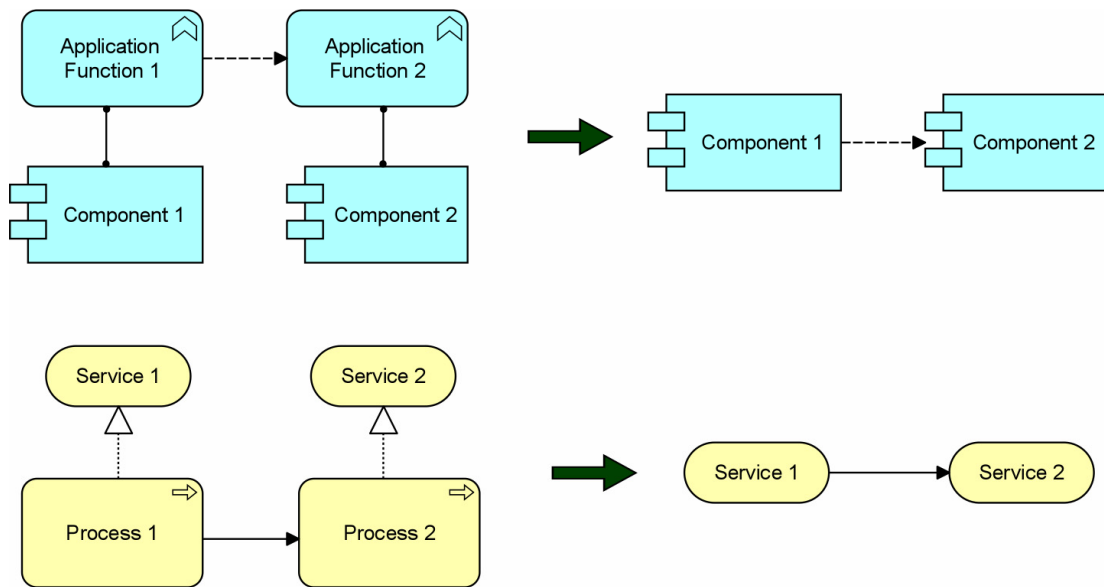 Application
Function 1
Application
Function 2
Component 1
Component 2
Component 1
Component 2
Service 1
Service 2
Process 1
Process 2
Service 1
Service 2